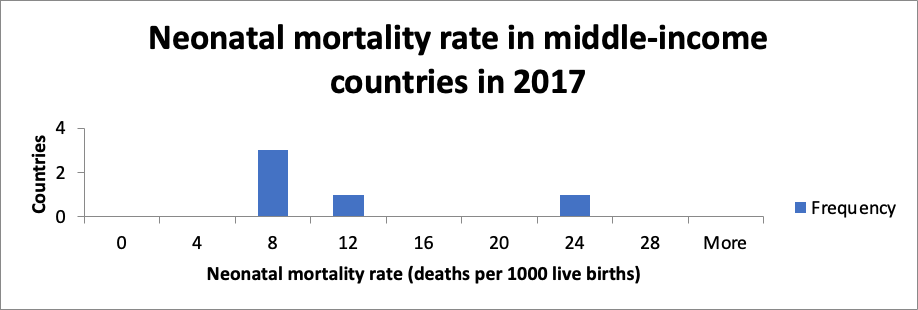 Neonatal mortality rate in middle-income
countries in 2017
Countries
4
2
0
0 4 8 12 16 20 24 28 More
Neonatal mortality rate (deaths per 1000 live births)
Frequency